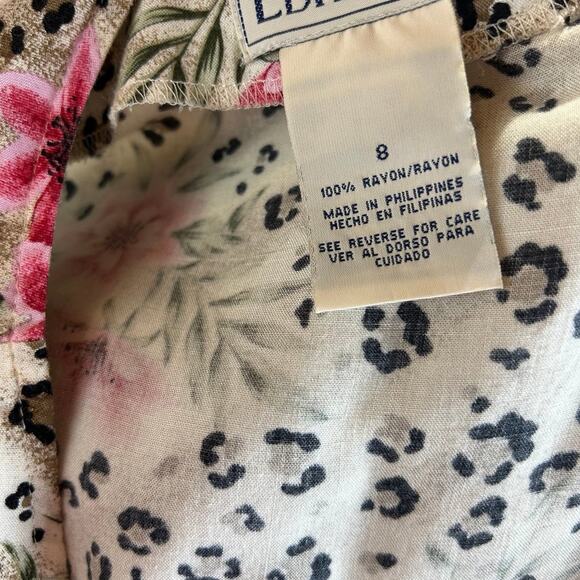 8
100% RAYON/RAYON
MADE IN PHILIPPINES
HECHO EN FILIPINAS
SEE REVERSE FOR CARE
VER AL DORSO PARA
CUIDADO